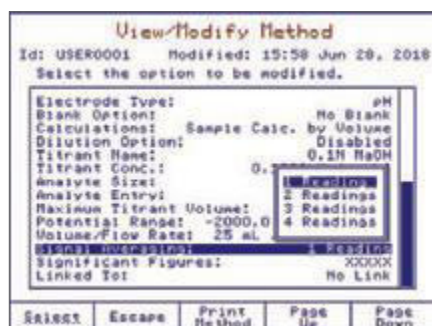 View/Modify Method
Id: USER0001 Modified: 15:58 Jun 28, 2018
Select the option to be modified.
Electrode Type: pH
Blank Option: No Blank
Calculations: Sample Calc. by Volume
Dilution Option: Disabled
Titrant Name: 0.1N NaOH
Titrant Conc.: 0.
Analyte Size:
Analyte Entry:
Maximum Titrant Volume:
Potential Range: -2000.0
Volume/Flow Rate: 25 mL
Signal Averaging: 1 Reading
Significant Figures: XXXXX
Linked To: No Link
1 Reading
2 Readings
3 Readings
4 Readings
Select Escape Print Method Page Up Page Down